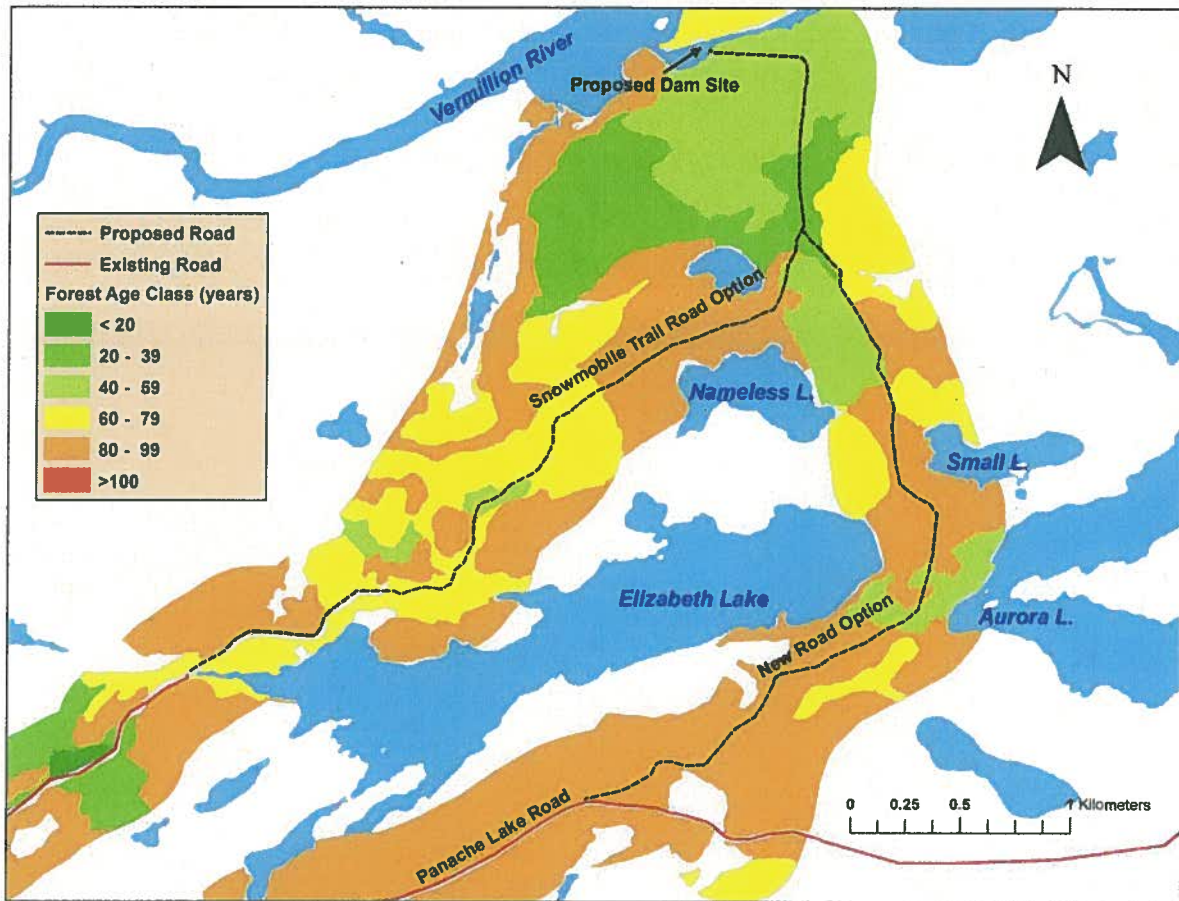 Vermillion River
Proposed Dam Site
N
Proposed Road
Existing Road
Forest Age Class (years)
< 20
20 - 39
40 - 59
60 - 79
80 - 99
>100
Snowmobile Trail Road Option
Nameless L.
Small L.
Elizabeth Lake
Aurora L.
New Road Option
Panache Lake Road
0 0.25 0.5 1 Kilometers